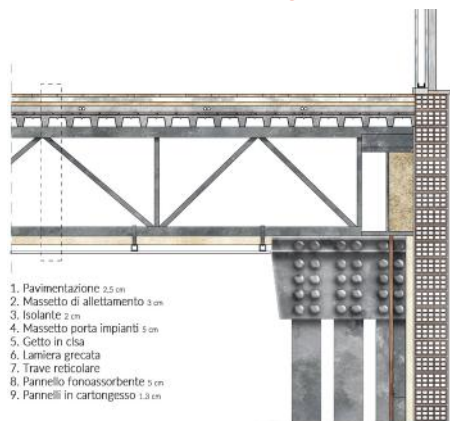 1. Pavimentazione 2,5 cm
2. Massetto di allettamento 3 cm
3. Isolante 2 cm
4. Massetto porta impianti 5 cm
5. Getto in clsa
6. Lamiera grecata
7. Trave reticolare
8. Pannello fonoassorbente 5 cm
9. Pannelli in cartongesso 1.3 cm